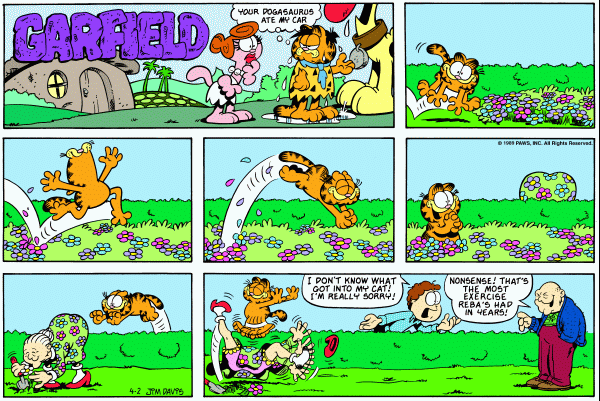 GARFIELD
YOUR DOGASAURUS
ATE MY CAR
© 1989 PAWS, INC. All Rights Reserved.
4-2 JIM DAVIS
I DON'T KNOW WHAT
GOT INTO MY CAT!
I'M REALLY SORRY!
NONSENSE! THAT'S
THE MOST
EXERCISE
REBA'S HAD
IN YEARS!